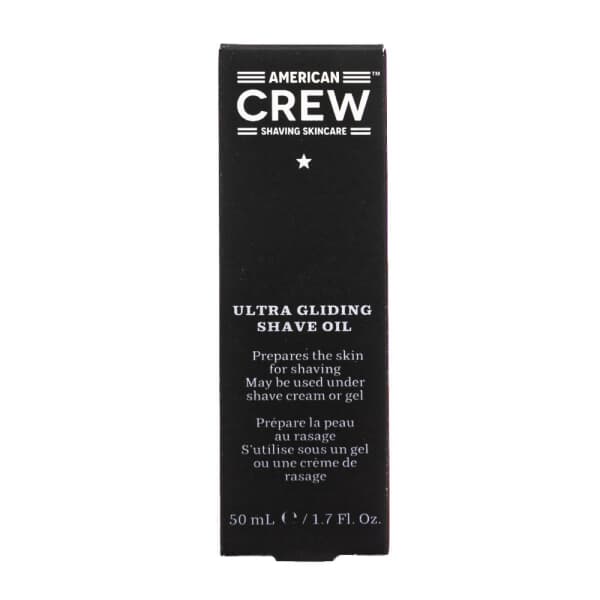 AMERICAN™
CREW
SHAVING SKINCARE
ULTRA GLIDING
SHAVE OIL
Prepares the skin
for shaving
May be used under
shave cream or gel
Prépare la peau
au rasage
S'utilise sous un gel
ou une crème de
rasage
50 mL ℮ / 1.7 Fl. Oz.